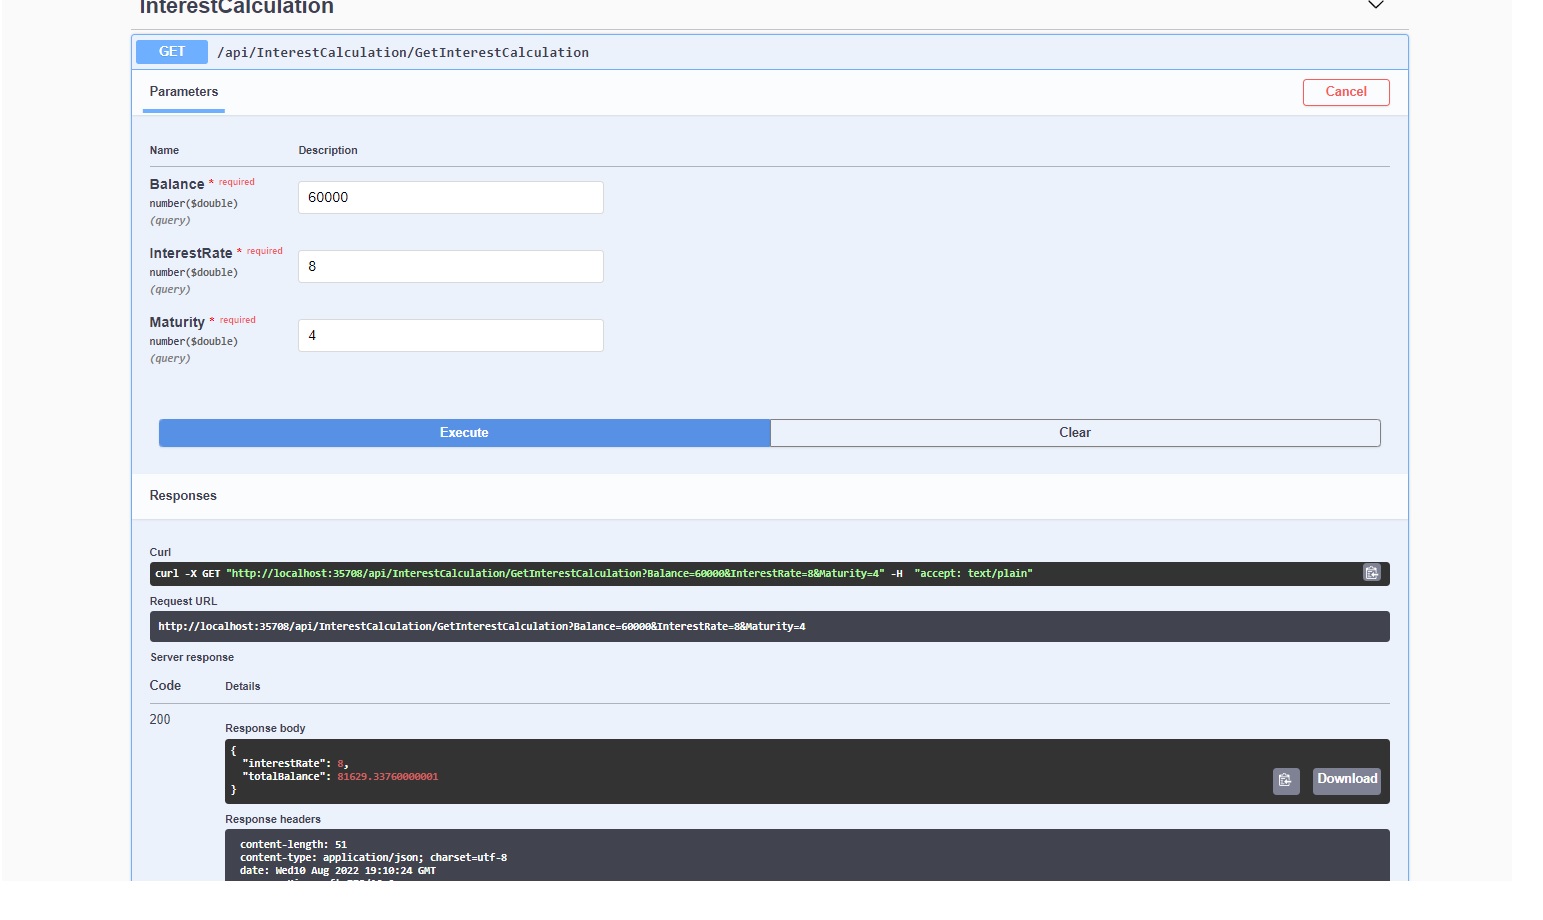 InterestCalculation
GET /api/InterestCalculation/GetInterestCalculation
Parameters
Cancel
Name Description
Balance * required
number($double)
(query)
60000
InterestRate * required
number($double)
(query)
8
Maturity * required
number($double)
(query)
4
Execute Clear
Responses
Curl
curl -X GET "http://localhost:35708/api/InterestCalculation/GetInterestCalculation?Balance=60000&InterestRate=8&Maturity=4" -H  "accept: text/plain"
Request URL
http://localhost:35708/api/InterestCalculation/GetInterestCalculation?Balance=60000&InterestRate=8&Maturity=4
Server response
Code Details
200
Response body
{
"interestRate": 8,
"totalBalance": 81629.33760000001
}
Download
Response headers
content-length: 51
content-type: application/json; charset=utf-8
date: Wed10 Aug 2022 19:10:24 GMT